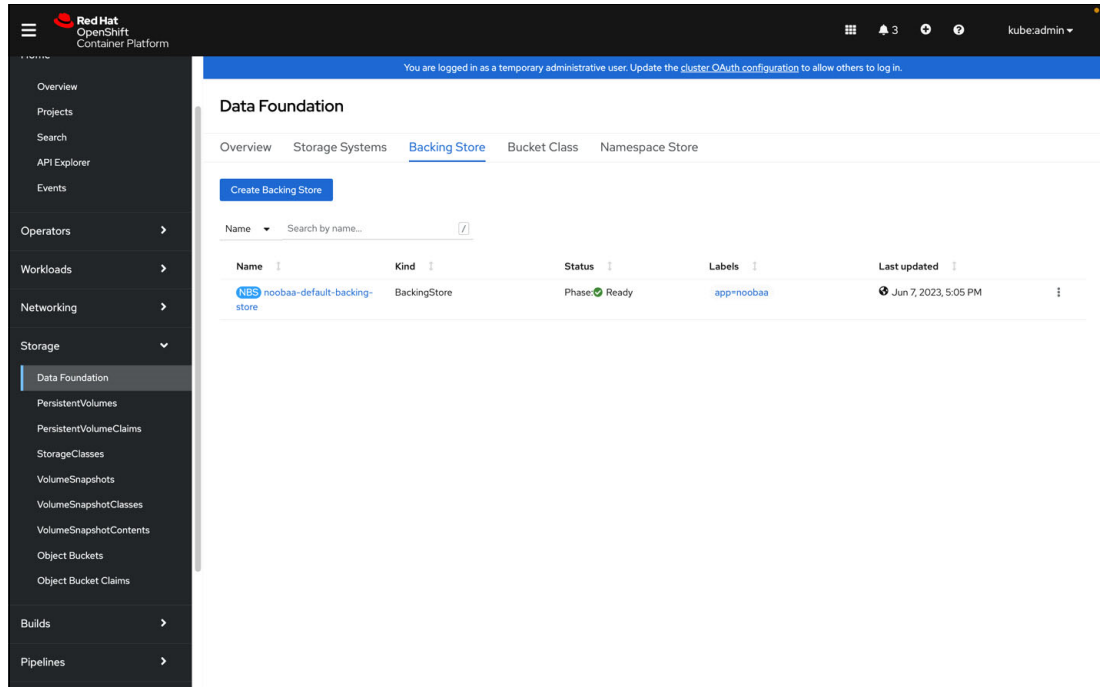 Red Hat
OpenShift
Container Platform
3
kube:admin
Home
You are logged in as a temporary administrative user. Update the cluster OAuth configuration to allow others to log in.
Overview
Projects
Search
API Explorer
Events
Operators
Workloads
Networking
Storage
Data Foundation
PersistentVolumes
PersistentVolumeClaims
StorageClasses
VolumeSnapshots
VolumeSnapshotClasses
VolumeSnapshotContents
Object Buckets
Object Bucket Claims
Builds
Pipelines
Data Foundation
Overview Storage Systems Backing Store Bucket Class Namespace Store
Create Backing Store
Name Search by name... /
Name Kind Status Labels Last updated
NBS noobaa-default-backing- BackingStore Phase: Ready app=noobaa Jun 7, 2023, 5:05 PM
store